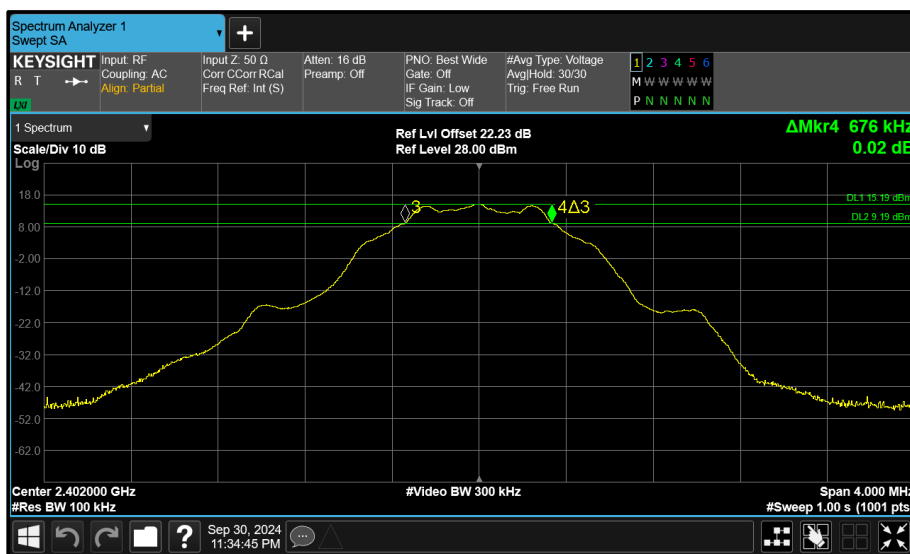 Spectrum Analyzer 1
Swept SA
KEYSIGHT
R T
LXI
Input: RF
Coupling: AC
Align: Partial
Input Z: 50 Ω
Corr CCorr RCal
Freq Ref: Int (S)
Atten: 16 dB
Preamp: Off
PNO: Best Wide
Gate: Off
IF Gain: Low
Sig Track: Off
#Avg Type: Voltage
Avg|Hold: 30/30
Trig: Free Run
1 2 3 4 5 6
M W W W W W
P N N N N N
1 Spectrum
Scale/Div 10 dB
Log
Ref Lvl Offset 22.23 dB
Ref Level 28.00 dBm
ΔMkr4 676 kHz
0.02 dB
18.0
8.00
-2.00
-12.0
-22.0
-32.0
-42.0
-52.0
-62.0
3
4Δ3
DL1 15.19 dBm
DL2 9.19 dBm
Center 2.402000 GHz
#Res BW 100 kHz
#Video BW 300 kHz
Span 4.000 MHz
#Sweep 1.00 s (1001 pts
?
Sep 30, 2024
11:34:45 PM